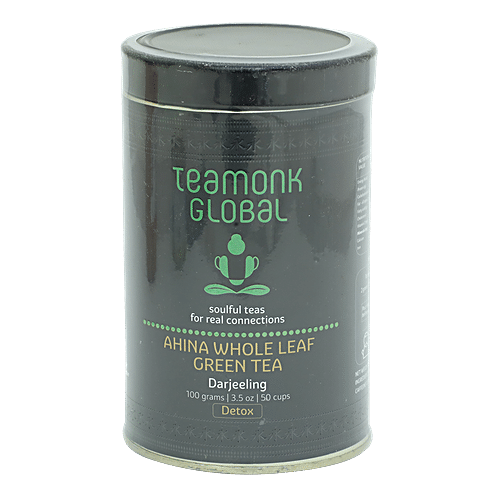 TEAMONK
GLOBAL
soulful teas
for real connections
AHINA WHOLE LEAF
GREEN TEA
Darjeeling
100 grams | 3.5 oz | 50 cups
Detox